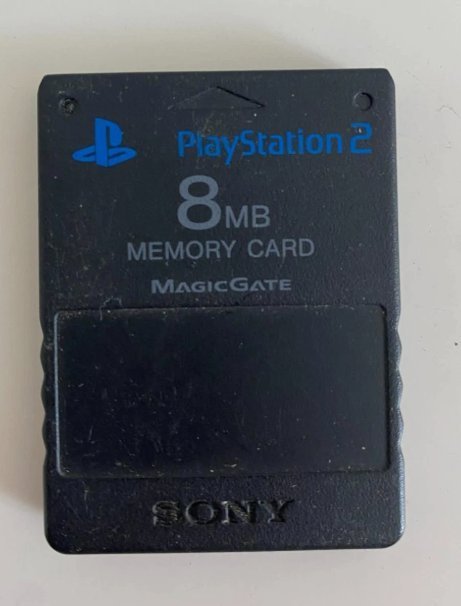 PlayStation 2
8MB
MEMORY CARD
MAGICGATE
SONY